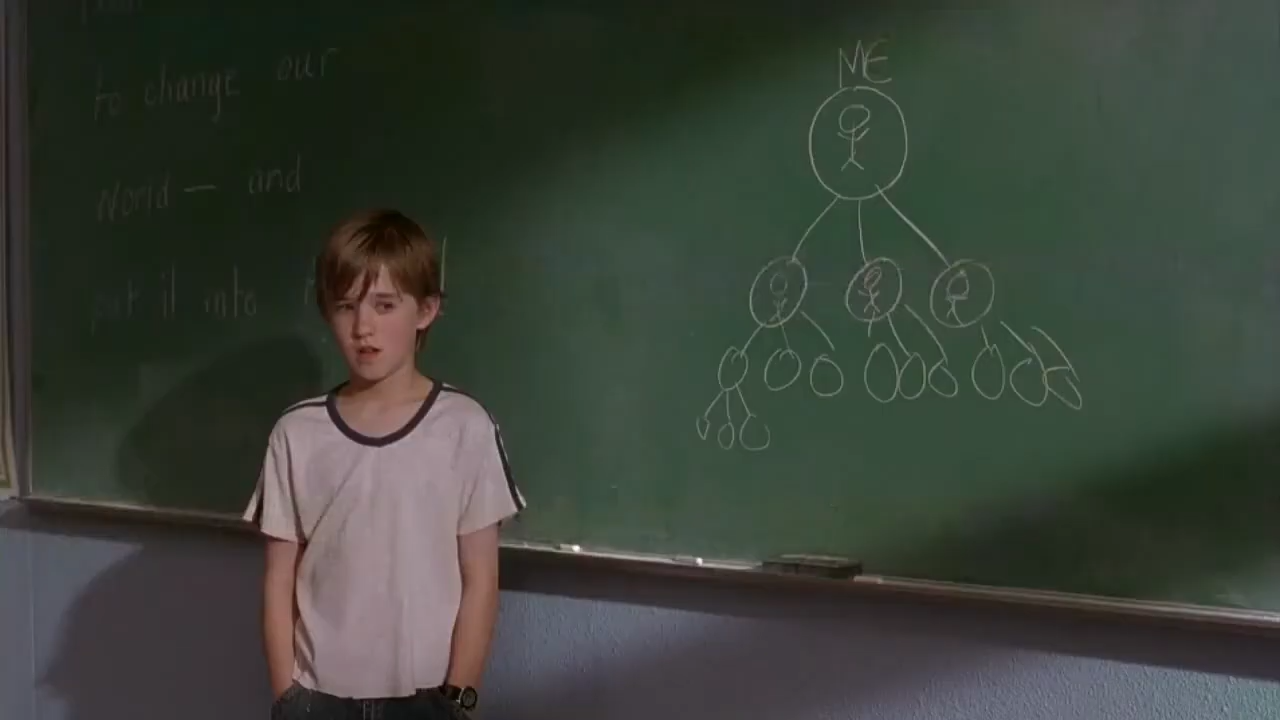 to change our
world — and
put it into
ME